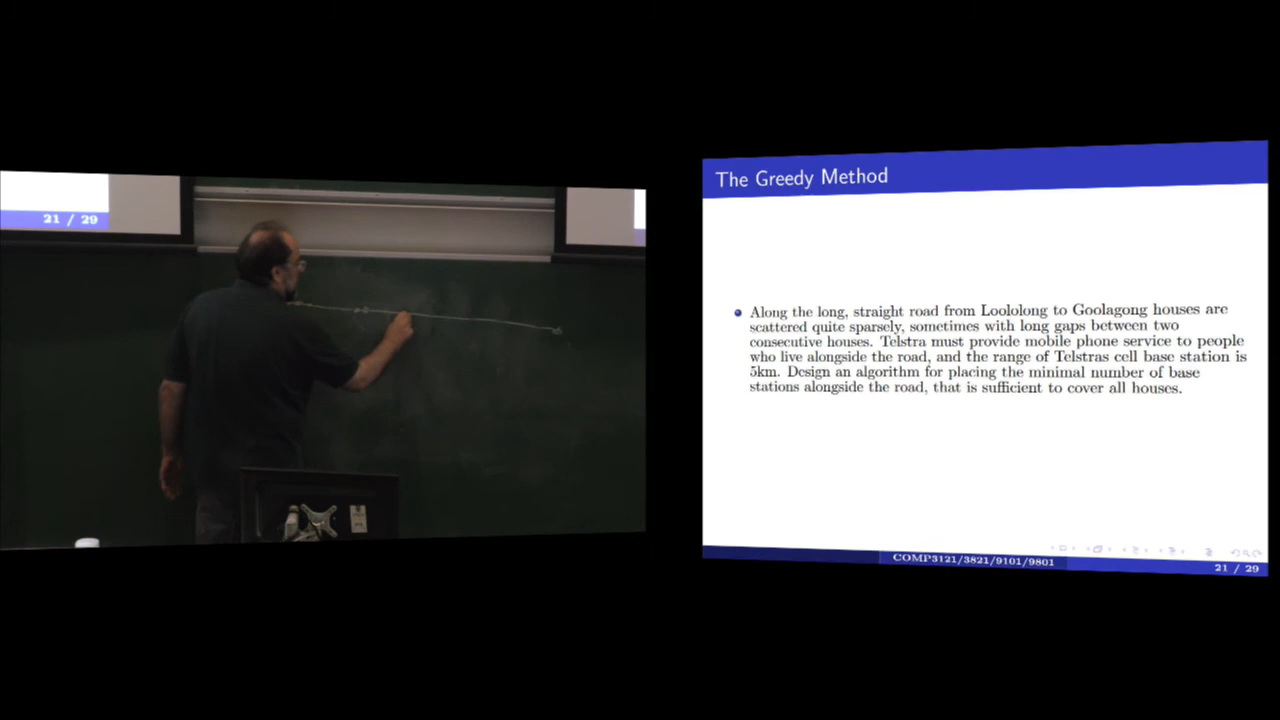 21 / 29
The Greedy Method
Along the long, straight road from Loololong to Goolagong houses are
scattered quite sparsely, sometimes with long gaps between two
consecutive houses. Telstra must provide mobile phone service to people
who live alongside the road, and the range of Telstras cell base station is
5km. Design an algorithm for placing the minimal number of base
stations alongside the road, that is sufficient to cover all houses.
COMP3121/3821/9101/9801
21 / 29